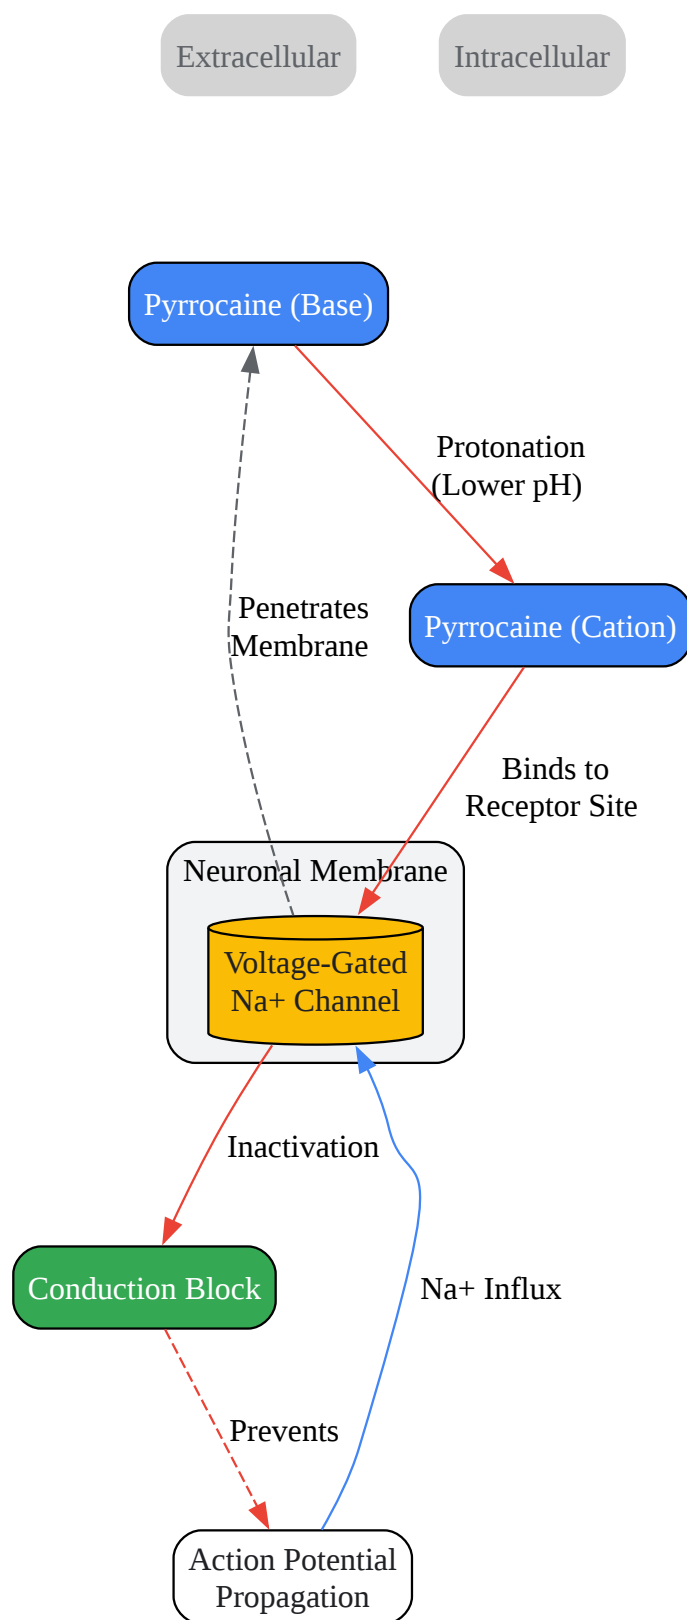 Extracellular
Intracellular
Pyrrocaine (Base)
Protonation
(Lower pH)
Penetrates
Membrane
Pyrrocaine (Cation)
Binds to
Receptor Site
Neuronal Membrane
Voltage-Gated
Na+ Channel
Inactivation
Conduction Block
Na+ Influx
Prevents
Action Potential
Propagation